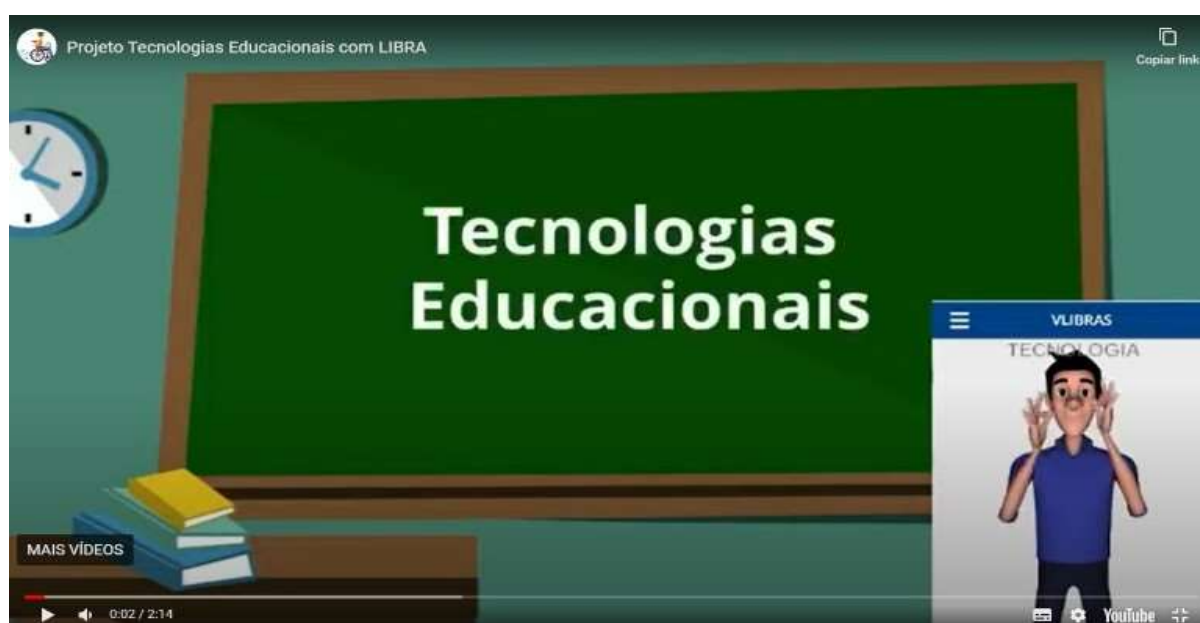 Projeto Tecnologias Educacionais com LIBRA
Copiar link
Tecnologias
Educacionais
VLIBRAS
TECNOLOGIA
MAIS VÍDEOS
0:02 / 2:14
YouTube